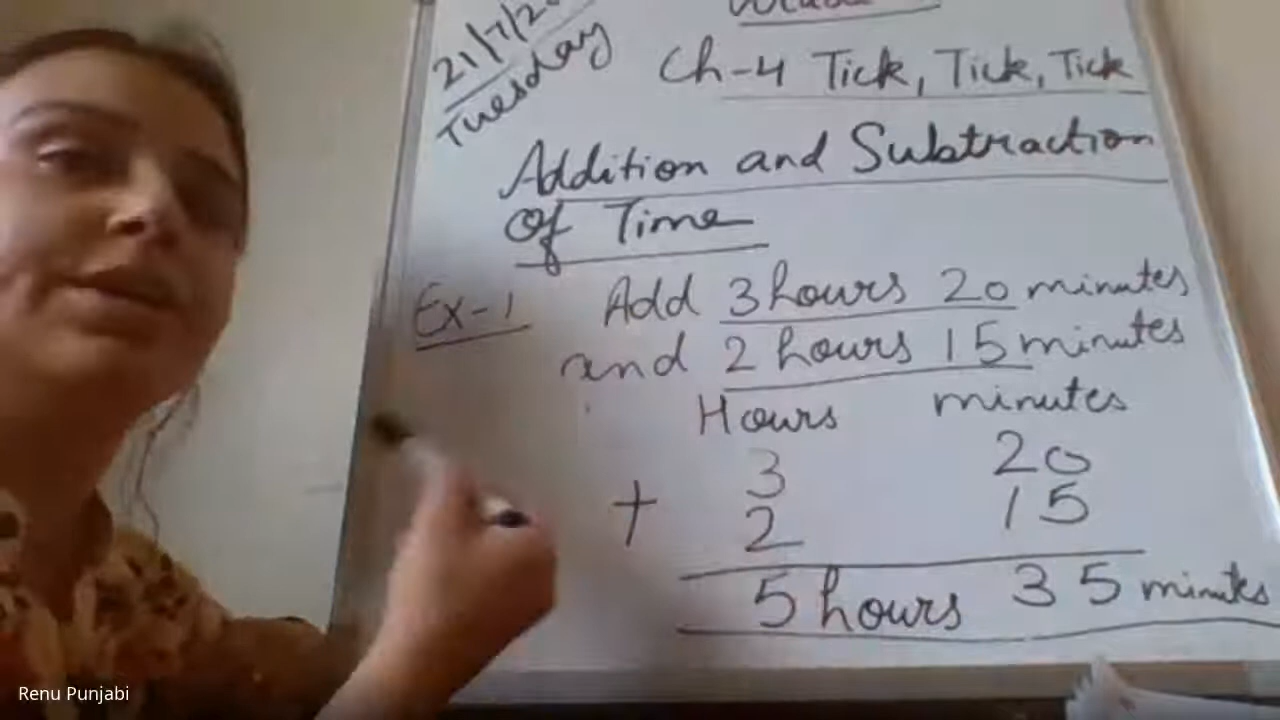 21/7/20
Tuesday
Ch-4 Tick, Tick, Tick
Addition and Subtraction
Of Time
Ex-1 Add 3 hours 20 minutes
and 2 hours 15 minutes
Hours minutes
3 20
+ 2 15
5 hours 35 minutes
Renu Punjabi